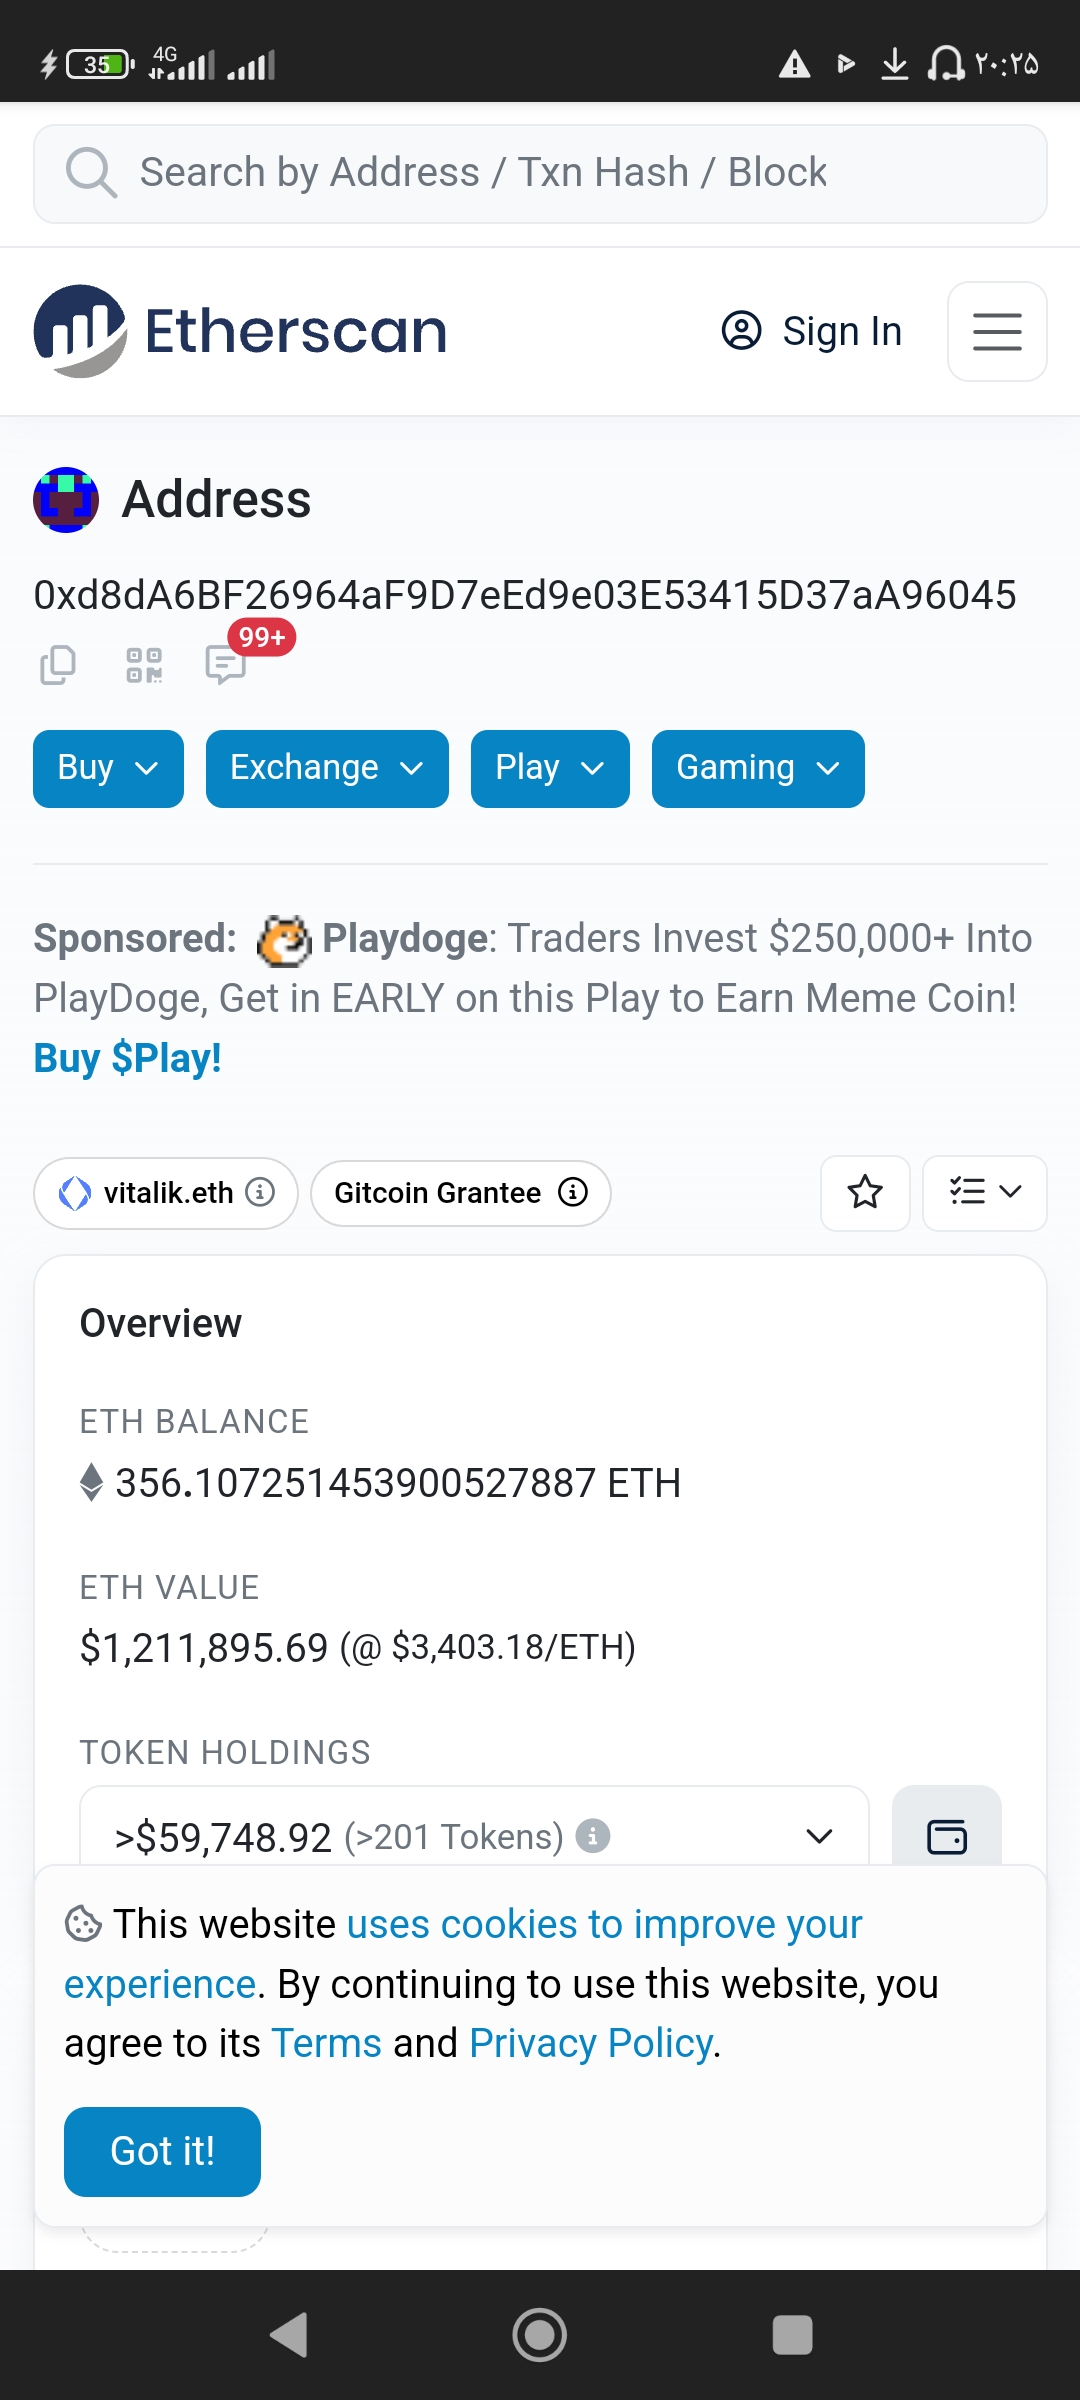 35 4G ۲۰:۲۵
Search by Address / Txn Hash / Block
Etherscan Sign In
Address
0xd8dA6BF26964aF9D7eEd9e03E53415D37aA96045
99+
Buy Exchange Play Gaming
Sponsored: Playdoge: Traders Invest $250,000+ Into
PlayDoge, Get in EARLY on this Play to Earn Meme Coin!
Buy $Play!
vitalik.eth Gitcoin Grantee
Overview
ETH BALANCE
356.107251453900527887 ETH
ETH VALUE
$1,211,895.69 (@ $3,403.18/ETH)
TOKEN HOLDINGS
>$59,748.92 (>201 Tokens)
This website uses cookies to improve your
experience. By continuing to use this website, you
agree to its Terms and Privacy Policy.
Got it!